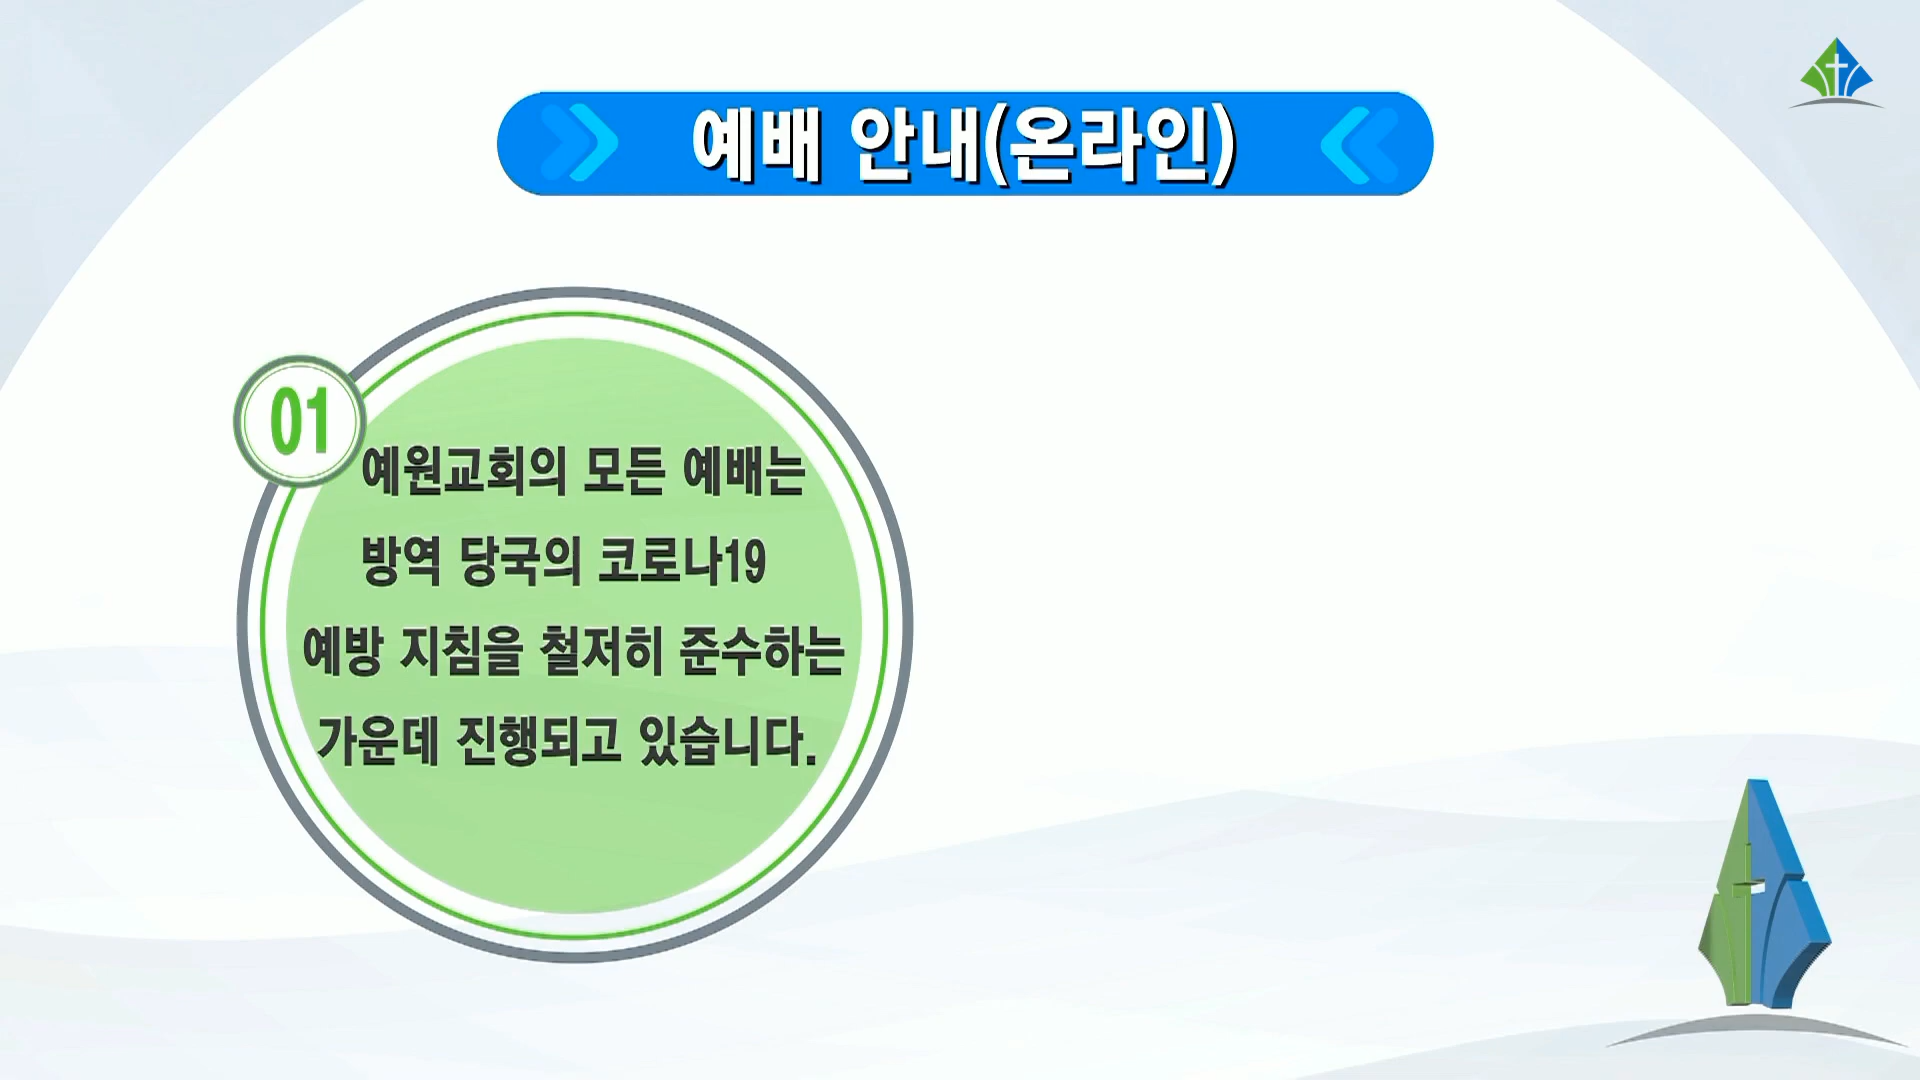 예배 안내(온라인)
01
예원교회의 모든 예배는
방역 당국의 코로나19
예방 지침을 철저히 준수하는
가운데 진행되고 있습니다.